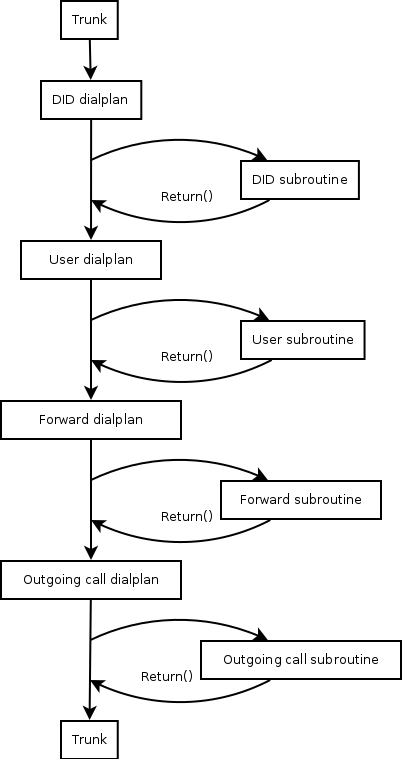 Trunk
DID dialplan
DID subroutine
Return()
User dialplan
User subroutine
Return()
Forward dialplan
Forward subroutine
Return()
Outgoing call dialplan
Outgoing call subroutine
Return()
Trunk